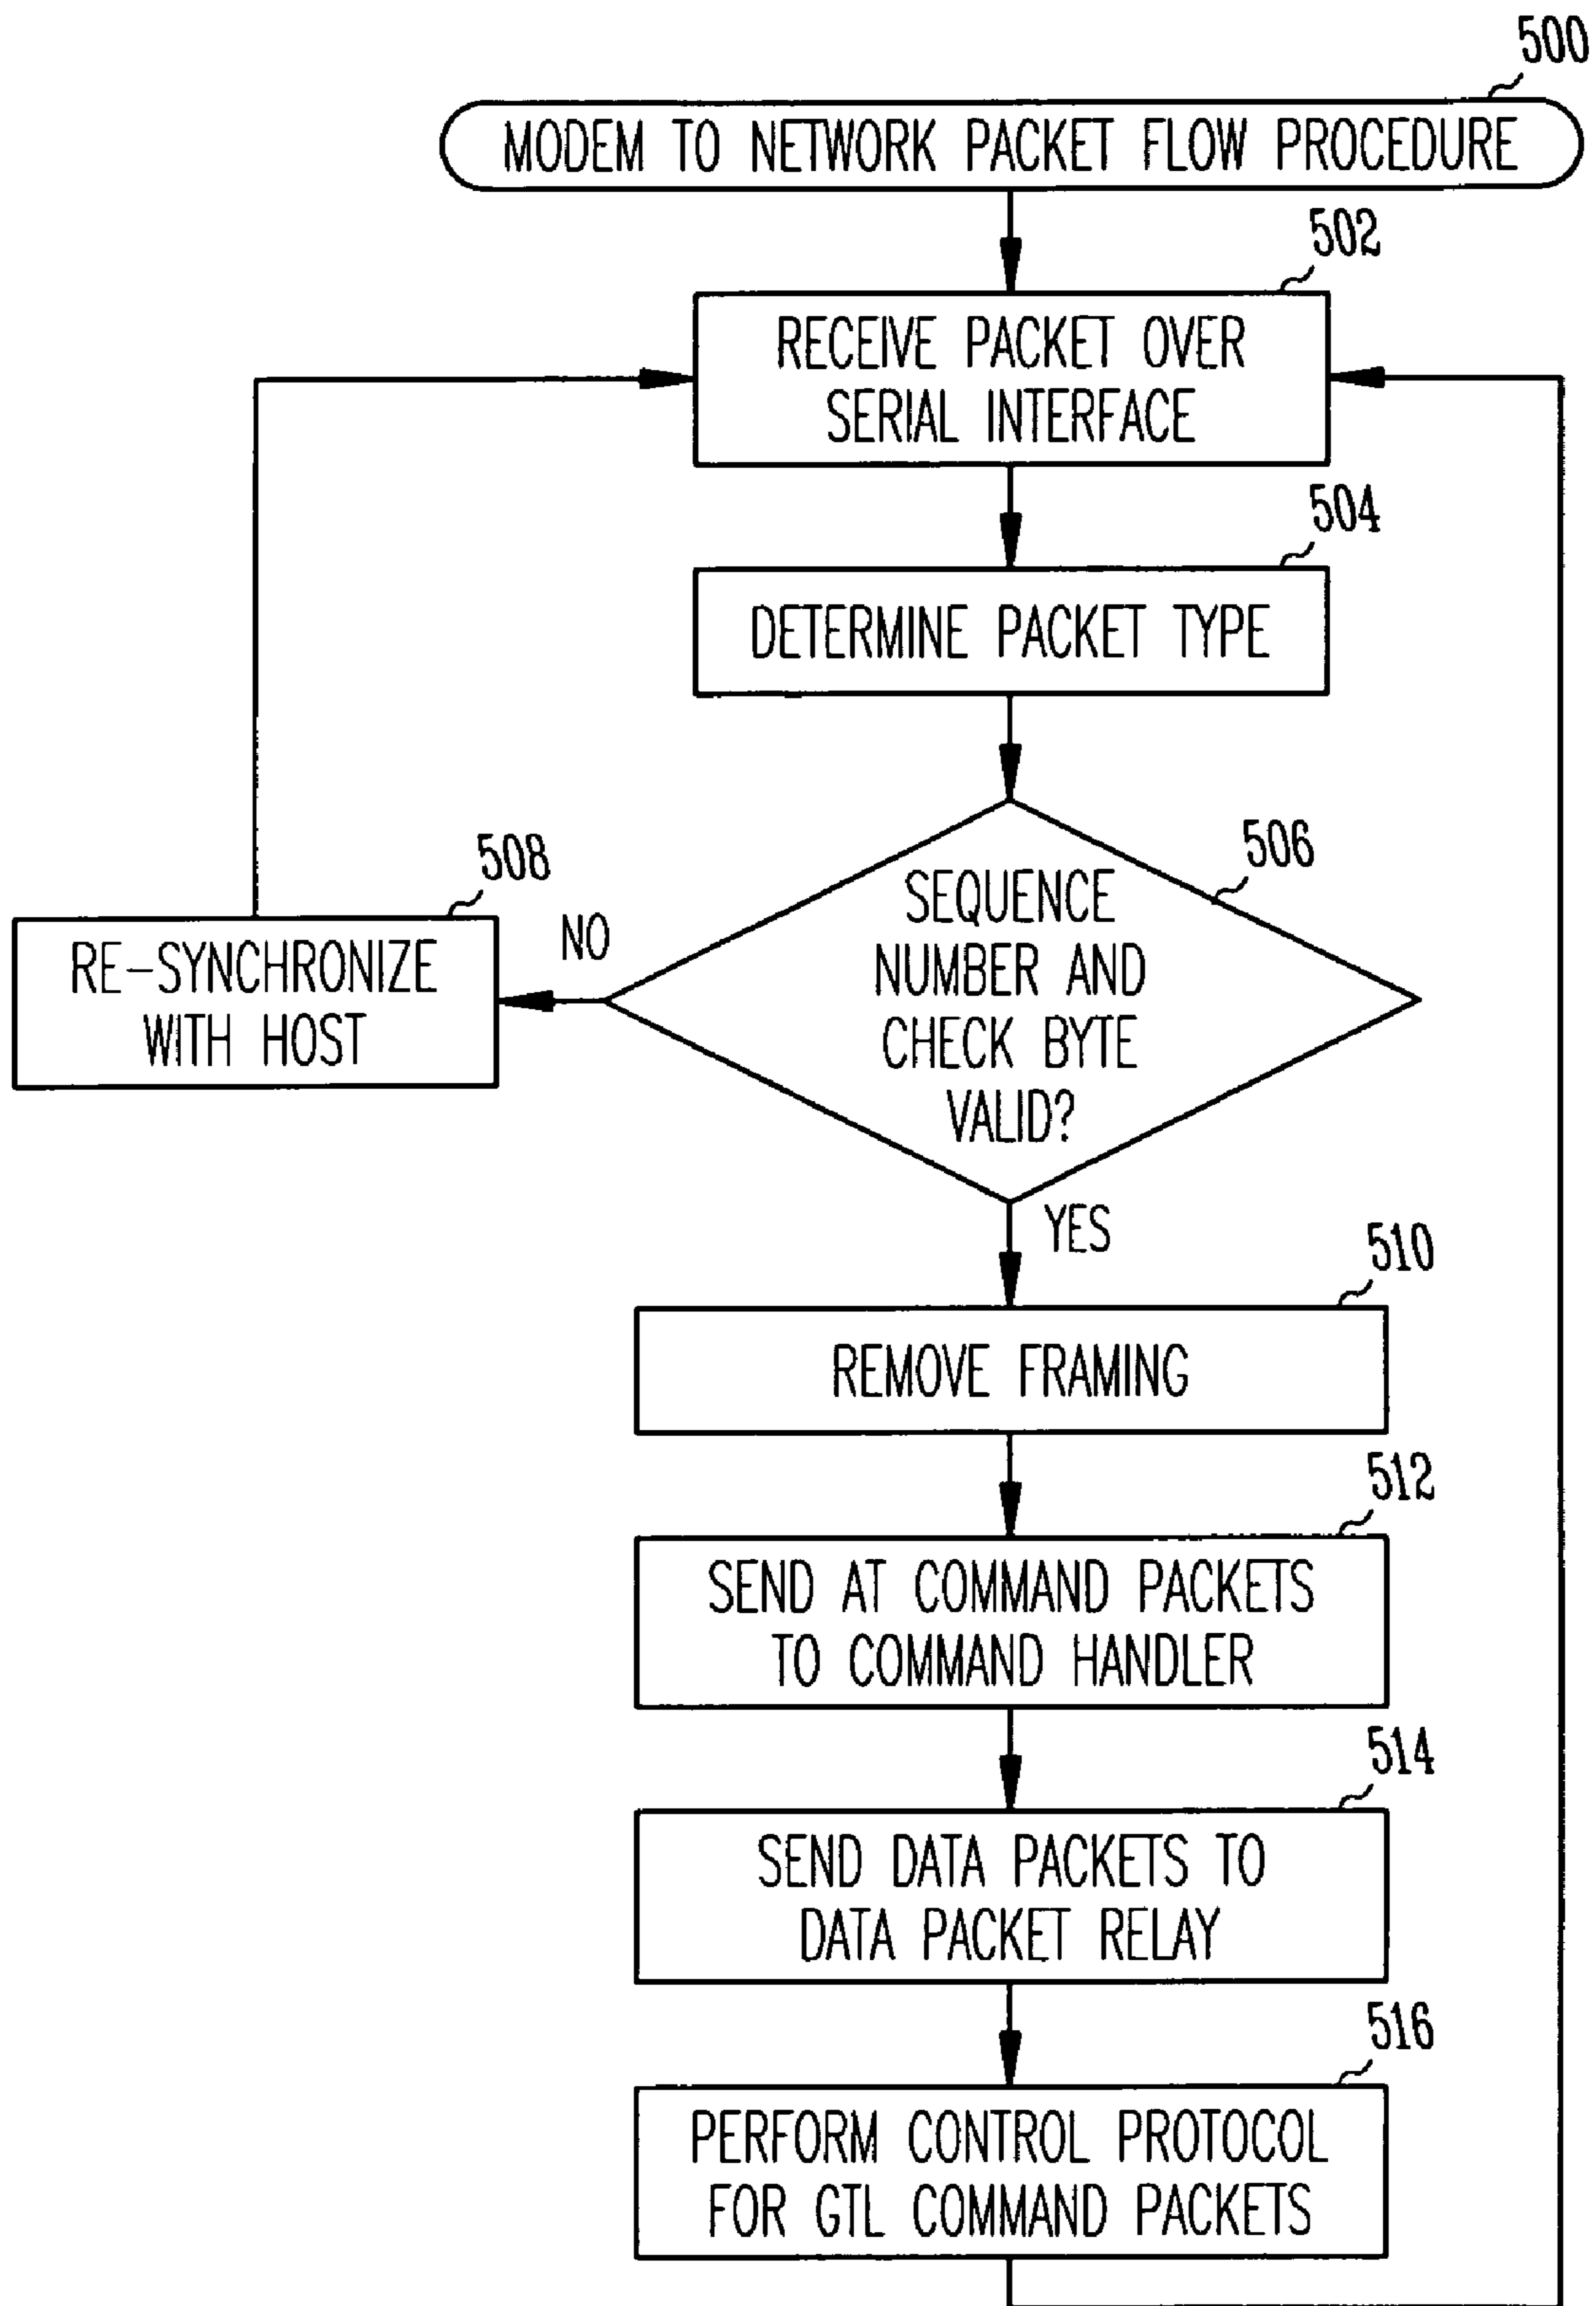 500
MODEM TO NETWORK PACKET FLOW PROCEDURE
502
RECEIVE PACKET OVER
SERIAL INTERFACE
504
DETERMINE PACKET TYPE
506
SEQUENCE
NUMBER AND
CHECK BYTE
VALID?
NO
508
RE-SYNCHRONIZE
WITH HOST
YES
510
REMOVE FRAMING
512
SEND AT COMMAND PACKETS
TO COMMAND HANDLER
514
SEND DATA PACKETS TO
DATA PACKET RELAY
516
PERFORM CONTROL PROTOCOL
FOR GTL COMMAND PACKETS